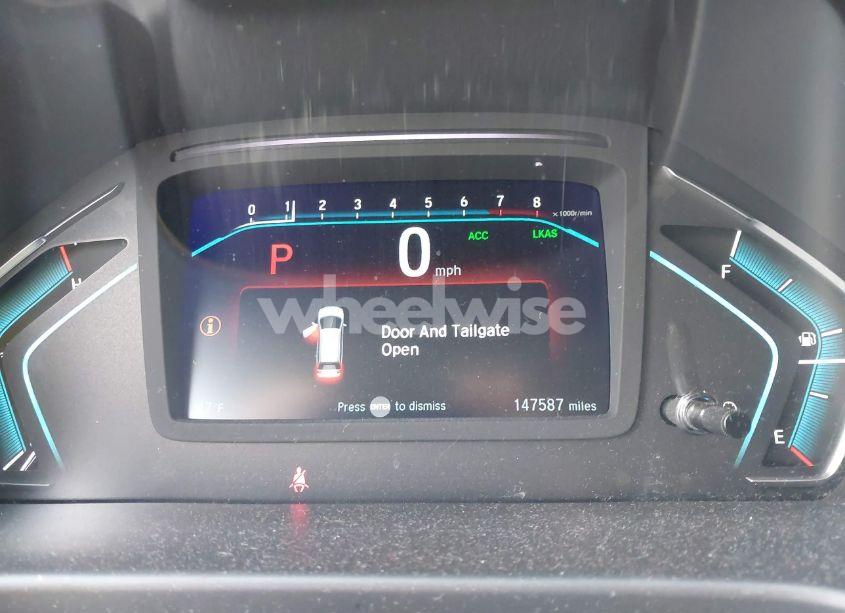 0 1 2 3 4 5 6 7 8
×1000r/min
ACC LKAS
P 0 mph
H
F
wheelwise
i
Door And Tailgate
Open
Press ENTER to dismiss
147587 miles
E